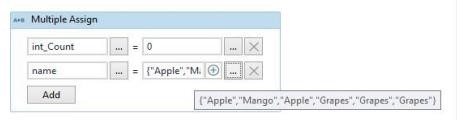 A+B Multiple Assign
int_Count ... = 0 ...
name ... = {"Apple","M ...
Add
{"Apple","Mango","Apple","Grapes","Grapes","Grapes"}